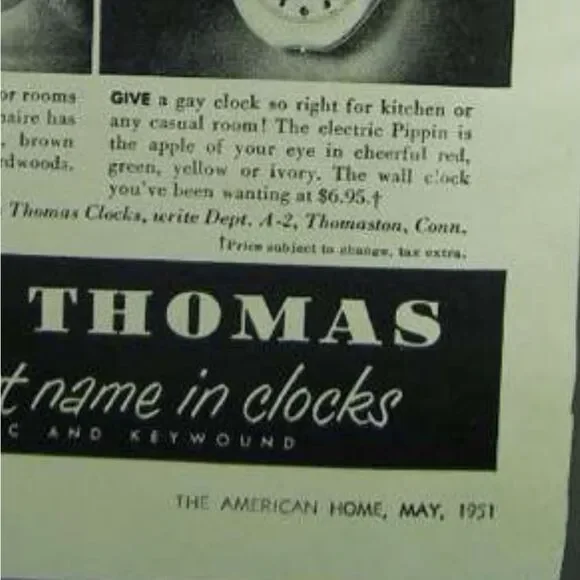 or rooms
naire has
, brown
rdwoods.
GIVE a gay clock so right for kitchen or
any casual room! The electric Pippin is
the apple of your eye in cheerful red,
green, yellow or ivory. The wall clock
you've been wanting at $6.95.†
Thomas Clocks, write Dept. A-2, Thomaston, Conn.
†Price subject to change, tax extra.
THOMAS
t name in clocks
C AND KEYWOUND
THE AMERICAN HOME, MAY, 1951